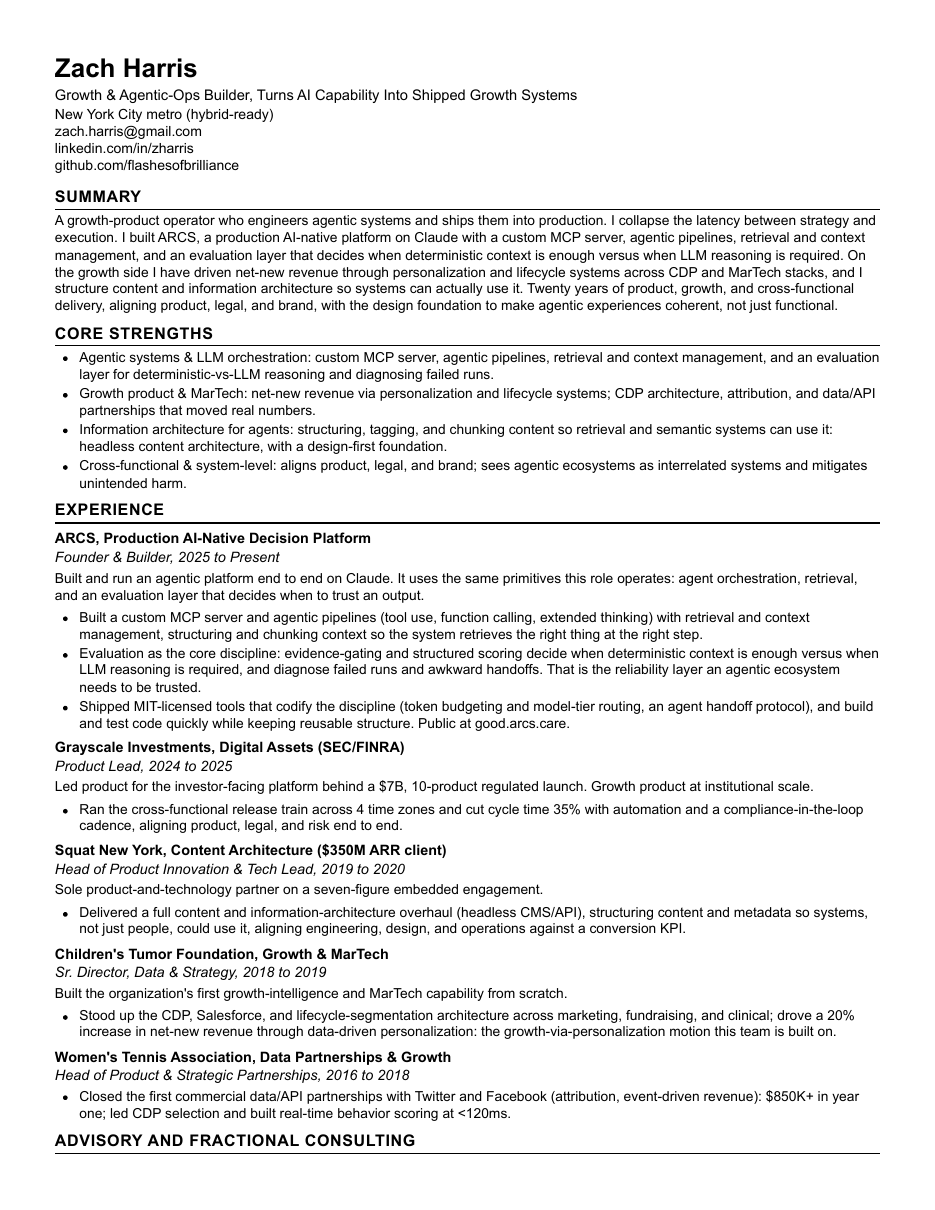 Zach Harris
Growth & Agentic-Ops Builder, Turns AI Capability Into Shipped Growth Systems
New York City metro (hybrid-ready)
zach.harris@gmail.com
linkedin.com/in/zharris
github.com/flashesofbrilliance
SUMMARY
A growth-product operator who engineers agentic systems and ships them into production. I collapse the latency between strategy and
execution. I built ARCS, a production AI-native platform on Claude with a custom MCP server, agentic pipelines, retrieval and context
management, and an evaluation layer that decides when deterministic context is enough versus when LLM reasoning is required. On
the growth side I have driven net-new revenue through personalization and lifecycle systems across CDP and MarTech stacks, and I
structure content and information architecture so systems can actually use it. Twenty years of product, growth, and cross-functional
delivery, aligning product, legal, and brand, with the design foundation to make agentic experiences coherent, not just functional.
CORE STRENGTHS
• Agentic systems & LLM orchestration: custom MCP server, agentic pipelines, retrieval and context management, and an evaluation
layer for deterministic-vs-LLM reasoning and diagnosing failed runs.
• Growth product & MarTech: net-new revenue via personalization and lifecycle systems; CDP architecture, attribution, and data/API
partnerships that moved real numbers.
• Information architecture for agents: structuring, tagging, and chunking content so retrieval and semantic systems can use it:
headless content architecture, with a design-first foundation.
• Cross-functional & system-level: aligns product, legal, and brand; sees agentic ecosystems as interrelated systems and mitigates
unintended harm.
EXPERIENCE
ARCS, Production AI-Native Decision Platform
Founder & Builder, 2025 to Present
Built and run an agentic platform end to end on Claude. It uses the same primitives this role operates: agent orchestration, retrieval,
and an evaluation layer that decides when to trust an output.
• Built a custom MCP server and agentic pipelines (tool use, function calling, extended thinking) with retrieval and context
management, structuring and chunking context so the system retrieves the right thing at the right step.
• Evaluation as the core discipline: evidence-gating and structured scoring decide when deterministic context is enough versus when
LLM reasoning is required, and diagnose failed runs and awkward handoffs. That is the reliability layer an agentic ecosystem
needs to be trusted.
• Shipped MIT-licensed tools that codify the discipline (token budgeting and model-tier routing, an agent handoff protocol), and build
and test code quickly while keeping reusable structure. Public at good.arcs.care.
Grayscale Investments, Digital Assets (SEC/FINRA)
Product Lead, 2024 to 2025
Led product for the investor-facing platform behind a $7B, 10-product regulated launch. Growth product at institutional scale.
• Ran the cross-functional release train across 4 time zones and cut cycle time 35% with automation and a compliance-in-the-loop
cadence, aligning product, legal, and risk end to end.
Squat New York, Content Architecture ($350M ARR client)
Head of Product Innovation & Tech Lead, 2019 to 2020
Sole product-and-technology partner on a seven-figure embedded engagement.
• Delivered a full content and information-architecture overhaul (headless CMS/API), structuring content and metadata so systems,
not just people, could use it, aligning engineering, design, and operations against a conversion KPI.
Children's Tumor Foundation, Growth & MarTech
Sr. Director, Data & Strategy, 2018 to 2019
Built the organization's first growth-intelligence and MarTech capability from scratch.
• Stood up the CDP, Salesforce, and lifecycle-segmentation architecture across marketing, fundraising, and clinical; drove a 20%
increase in net-new revenue through data-driven personalization: the growth-via-personalization motion this team is built on.
Women's Tennis Association, Data Partnerships & Growth
Head of Product & Strategic Partnerships, 2016 to 2018
• Closed the first commercial data/API partnerships with Twitter and Facebook (attribution, event-driven revenue): $850K+ in year
one; led CDP selection and built real-time behavior scoring at <120ms.
ADVISORY AND FRACTIONAL CONSULTING